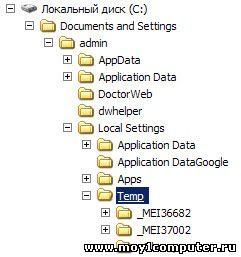 Локальный диск (C:)
Documents and Settings
admin
AppData
Application Data
DoctorWeb
dwhelper
Local Settings
Application Data
Application DataGoogle
Apps
Temp
_MEI36682
_MEI37002
www.moy1computer.ru